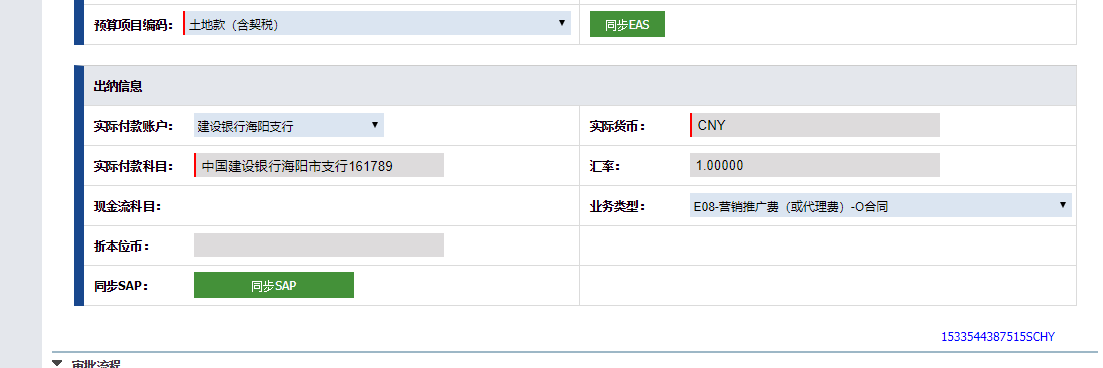 预算项目编码： 土地款（含契税） 同步EAS
出纳信息
实际付款账户： 建设银行海阳支行 实际货币： CNY
实际付款科目： 中国建设银行海阳市支行161789 汇率： 1.00000
现金流科目： 业务类型： E08-营销推广费（或代理费）-O合同
折本位币：
同步SAP： 同步SAP
1533544387515SCHY
审批流程